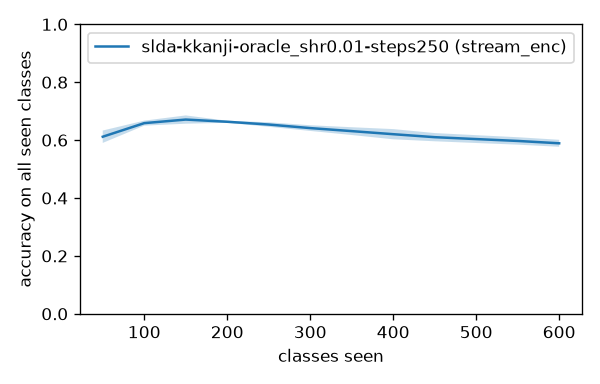 slda-kkanji-oracle_shr0.01-steps250 (stream_enc)
accuracy on all seen classes
1.0
0.8
0.6
0.4
0.2
0.0
100 200 300 400 500 600
classes seen